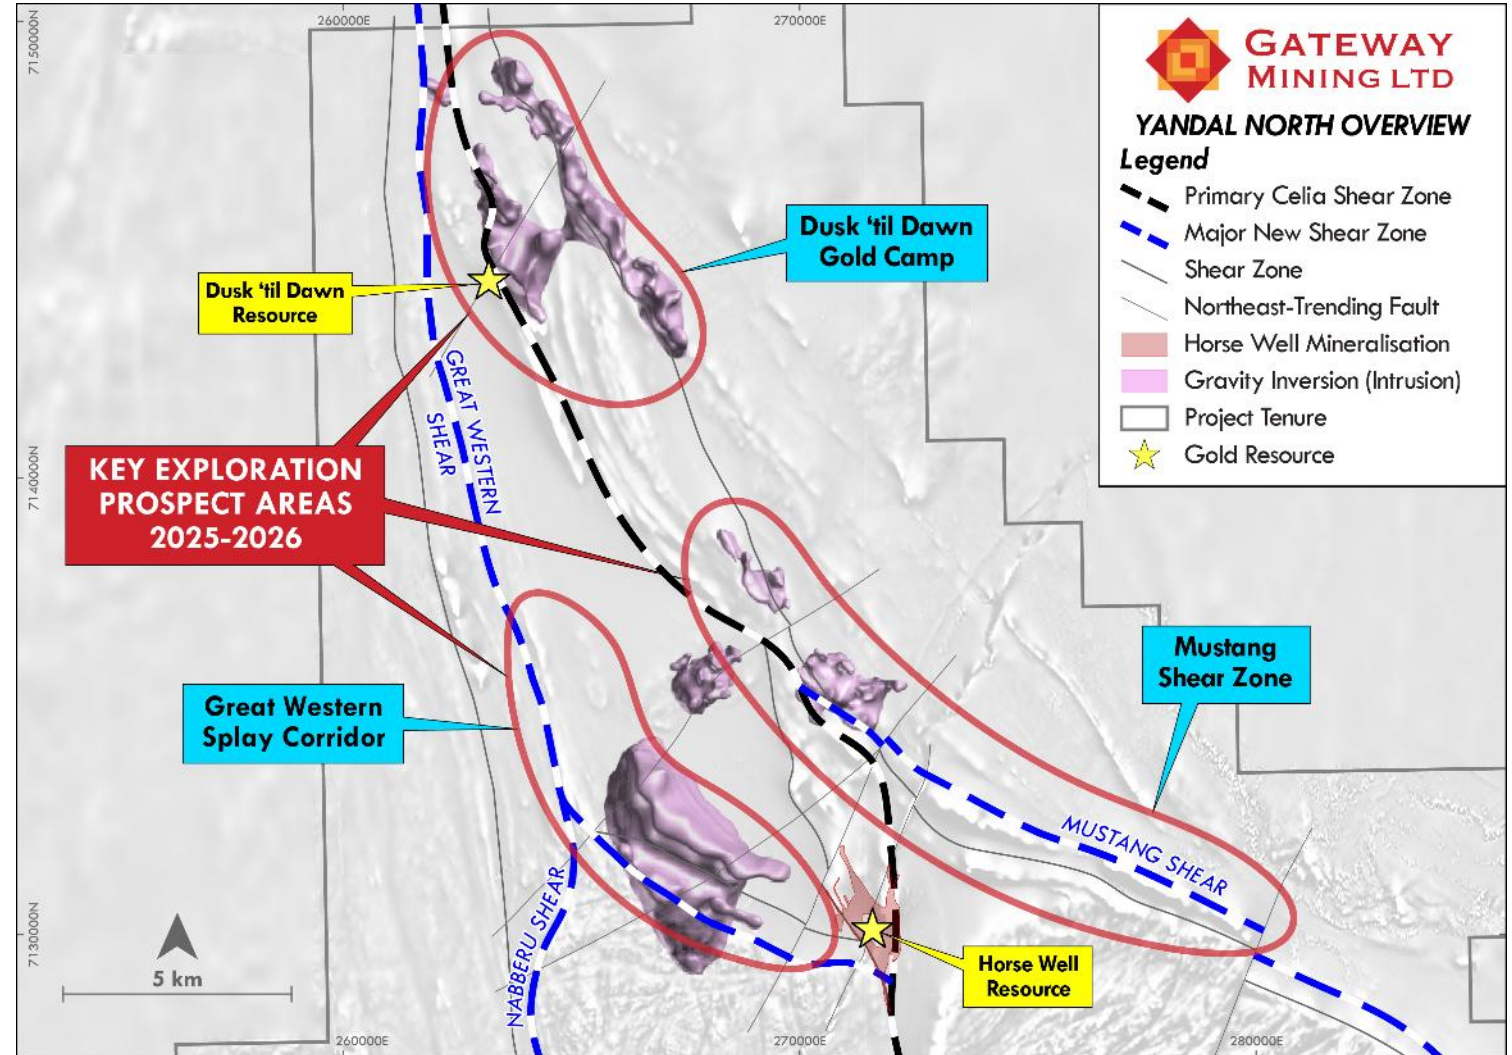 260000E
270000E
7150000N
GATEWAY
MINING LTD
YANDAL NORTH OVERVIEW
Legend
Primary Celia Shear Zone
Major New Shear Zone
Shear Zone
Northeast-Trending Fault
Horse Well Mineralisation
Gravity Inversion (Intrusion)
Project Tenure
Gold Resource
Dusk ‘til Dawn
Gold Camp
Dusk ‘til Dawn
Resource
GREAT WESTERN
SHEAR
KEY EXPLORATION
PROSPECT AREAS
2025-2026
7140000N
Mustang
Shear Zone
Great Western
Splay Corridor
MUSTANG SHEAR
NABBERU SHEAR
7130000N
5 km
Horse Well
Resource
260000E
270000E
280000E